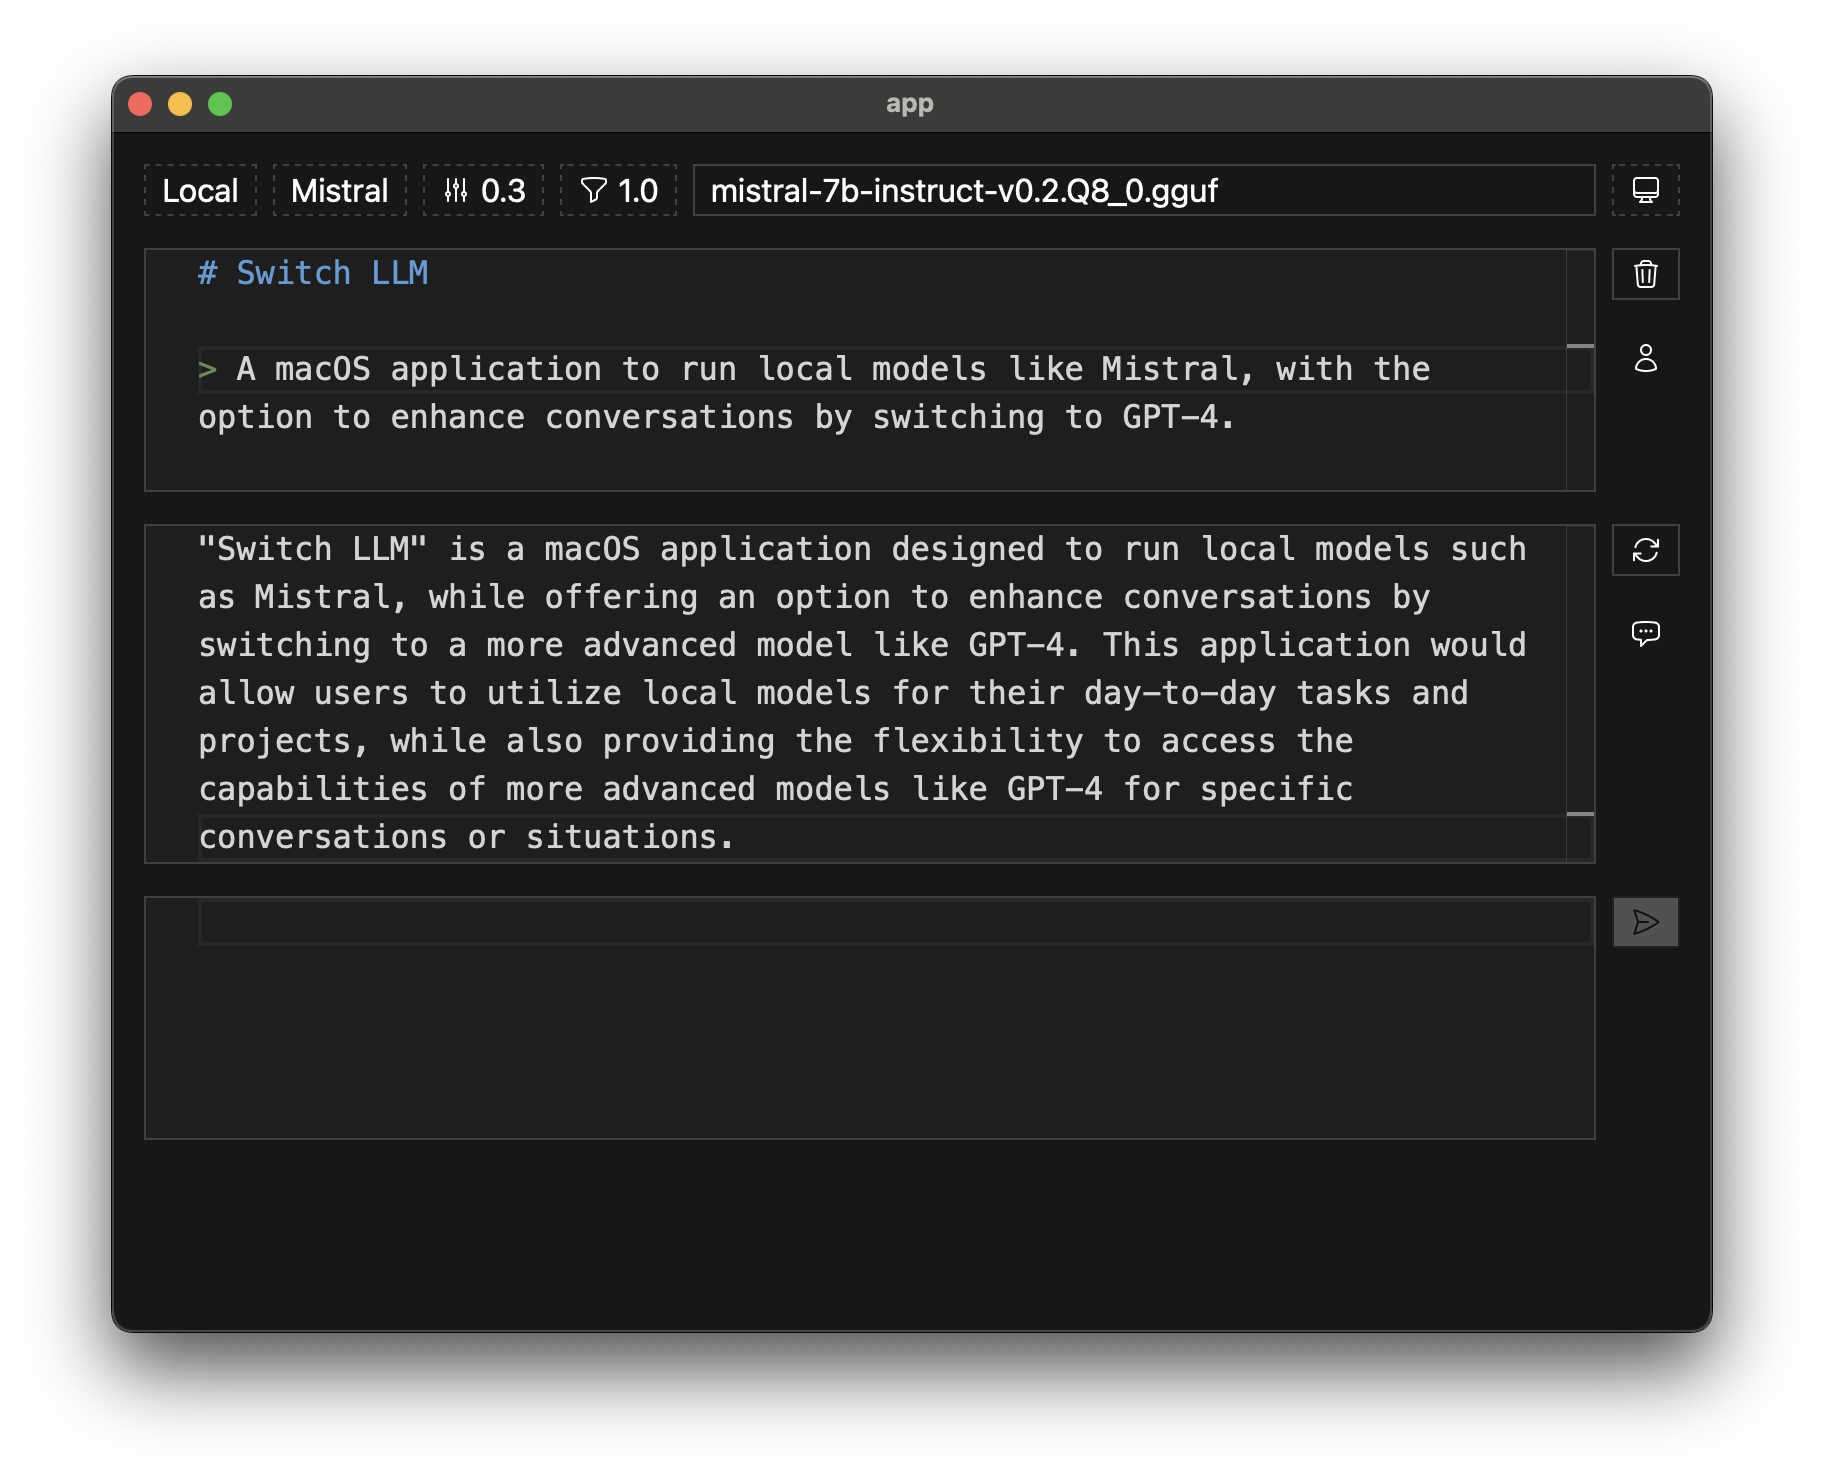 app
Local Mistral 0.3 1.0 mistral-7b-instruct-v0.2.Q8_0.gguf
# Switch LLM
> A macOS application to run local models like Mistral, with the
option to enhance conversations by switching to GPT-4.
"Switch LLM" is a macOS application designed to run local models such
as Mistral, while offering an option to enhance conversations by
switching to a more advanced model like GPT-4. This application would
allow users to utilize local models for their day-to-day tasks and
projects, while also providing the flexibility to access the
capabilities of more advanced models like GPT-4 for specific
conversations or situations.